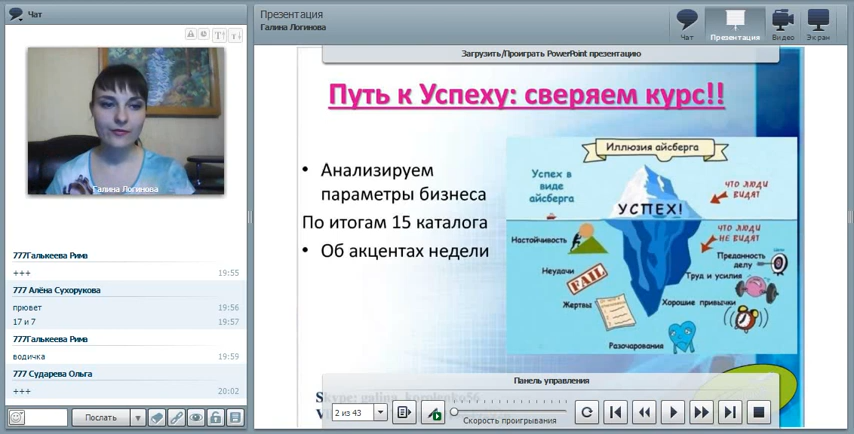 Чат
Галина Логинова
777Галькеева Рима
+++ 19:55
777 Алёна Сухорукова
прювет 19:56
17 и 7 19:57
777Галькеева Рима
водичка 19:59
777 Сударева Ольга
+++ 20:02
Послать
Презентация
Галина Логинова
Чат
Презентация
Видео
Экран
Загрузить/Проиграть PowerPoint презентацию
Путь к Успеху: сверяем курс!!
• Анализируем
параметры бизнеса
По итогам 15 каталога
• Об акцентах недели
Иллюзия айсберга
Успех в
виде
айсберга
УСПЕХ!
ЧТО ЛЮДИ
ВИДЯТ
ЧТО ЛЮДИ
НЕ ВИДЯТ
Настойчивость
Неудачи
FAIL
Жертвы
Разочарования
Преданность
делу
Труд и усилия
Хорошие привычки
Панель управления
2 из 43
Скорость проигрывания